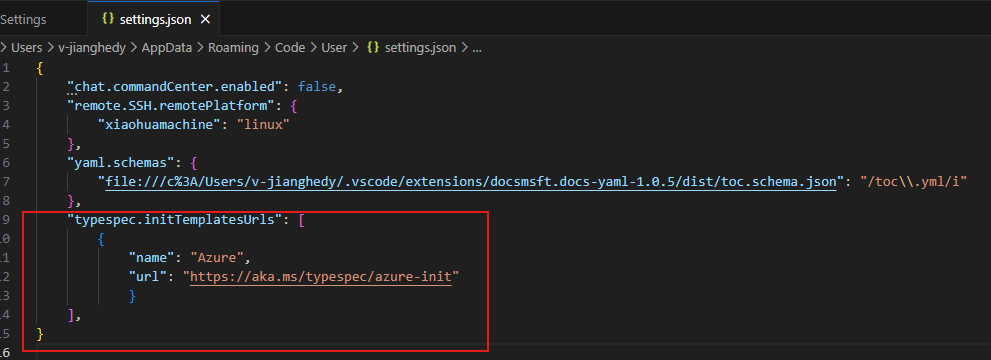 Settings
{} settings.json ×
> Users > v-jianghedy > AppData > Roaming > Code > User > {} settings.json > ...
1 {
2 "chat.commandCenter.enabled": false,
3 "remote.SSH.remotePlatform": {
4 "xiaohuamachine": "linux"
5 },
6 "yaml.schemas": {
7 "file:///c%3A/Users/v-jianghedy/.vscode/extensions/docsmsft.docs-yaml-1.0.5/dist/toc.schema.json": "/toc\\.yml/i"
8 },
9 "typespec.initTemplatesUrls": [
10 {
11 "name": "Azure",
12 "url": "https://aka.ms/typespec/azure-init"
13 }
14 ],
15 }
16